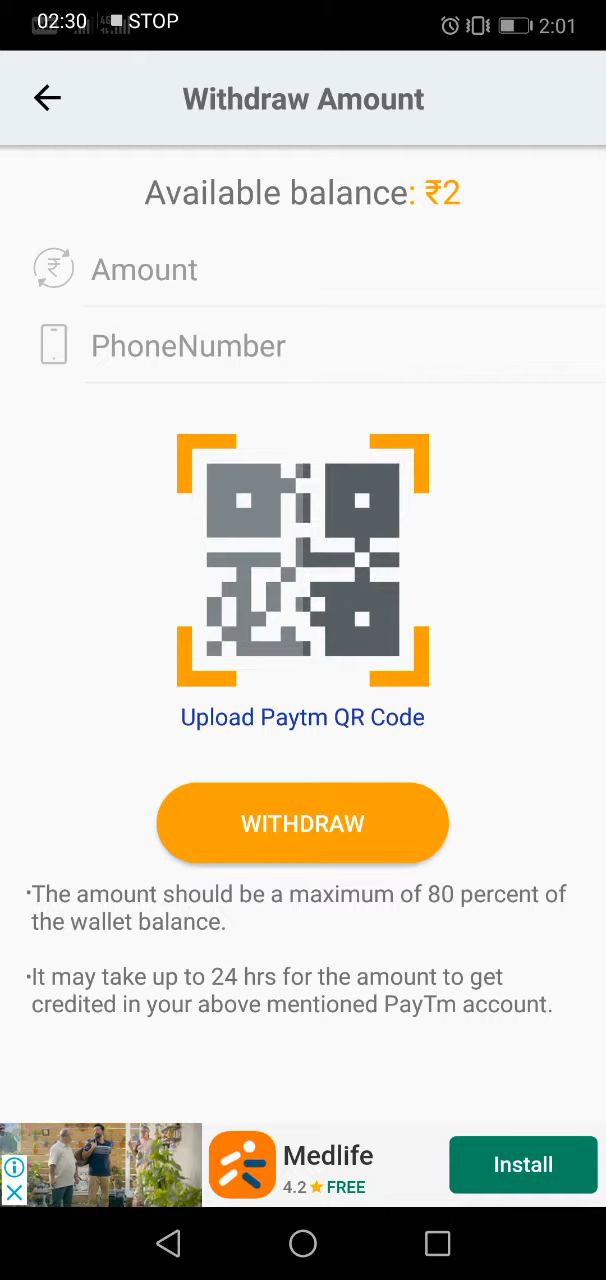 02:30 STOP 2:01
Withdraw Amount
Available balance: ₹2
Amount
PhoneNumber
Upload Paytm QR Code
WITHDRAW
·The amount should be a maximum of 80 percent of
the wallet balance.
·It may take up to 24 hrs for the amount to get
credited in your above mentioned PayTm account.
Medlife
4.2 FREE
Install